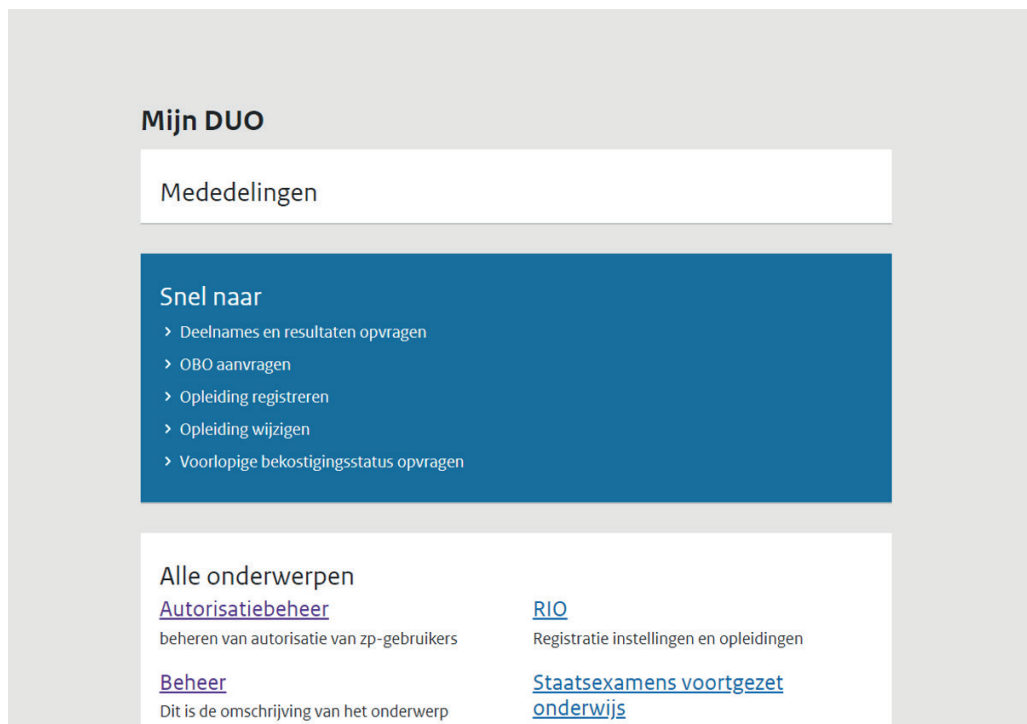 Mijn DUO
Mededelingen
Snel naar
Deelnames en resultaten opvragen
OBO aanvragen
Opleiding registreren
Opleiding wijzigen
Voorlopige bekostigingsstatus opvragen
Alle onderwerpen
Autorisatiebeheer
beheren van autorisatie van zp-gebruikers
Beheer
Dit is de omschrijving van het onderwerp
RIO
Registratie instellingen en opleidingen
Staatsexamens voortgezet
onderwijs